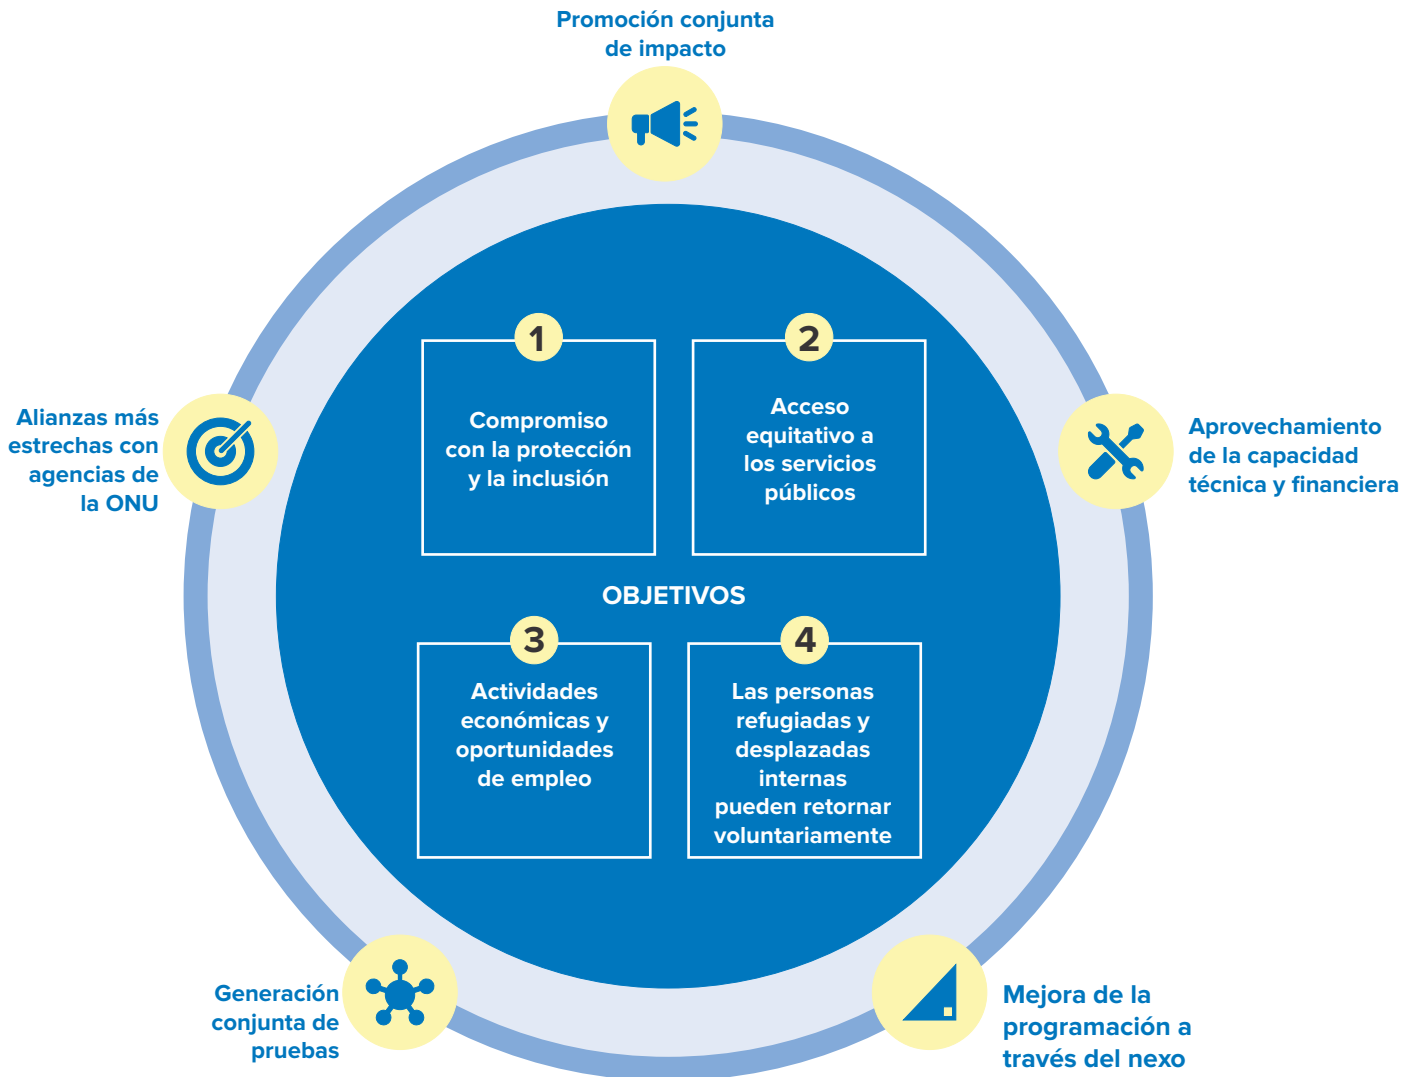 Promoción conjunta
de impacto
Alianzas más
estrechas con
agencias de
la ONU
Aprovechamiento
de la capacidad
técnica y financiera
1
Compromiso
con la protección
y la inclusión
2
Acceso
equitativo a
los servicios
públicos
OBJETIVOS
3
Actividades
económicas y
oportunidades
de empleo
4
Las personas
refugiadas y
desplazadas
internas
pueden retornar
voluntariamente
Generación
conjunta de
pruebas
Mejora de la
programación a
través del nexo